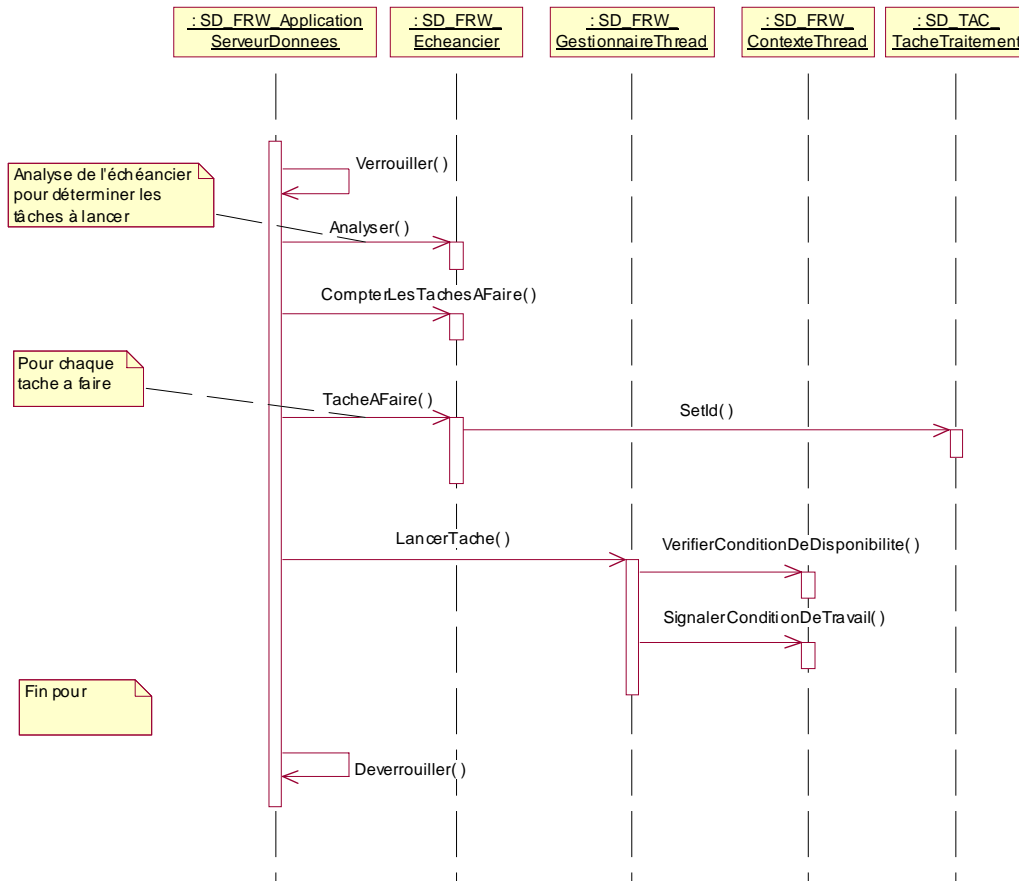 : SD_FRW_Application
ServeurDonnees
: SD_FRW_
Echeancier
: SD_FRW_
GestionnaireThread
: SD_FRW_
ContexteThread
: SD_TAC_
TacheTraitement
Verrouiller( )
Analyse de l'échéancier
pour déterminer les
tâches à lancer
Analyser( )
CompterLesTachesAFaire( )
Pour chaque
tache a faire
TacheAFaire( )
SetId( )
LancerTache( )
VerifierConditionDeDisponibilite( )
SignalerConditionDeTravail( )
Fin pour
Deverrouiller( )